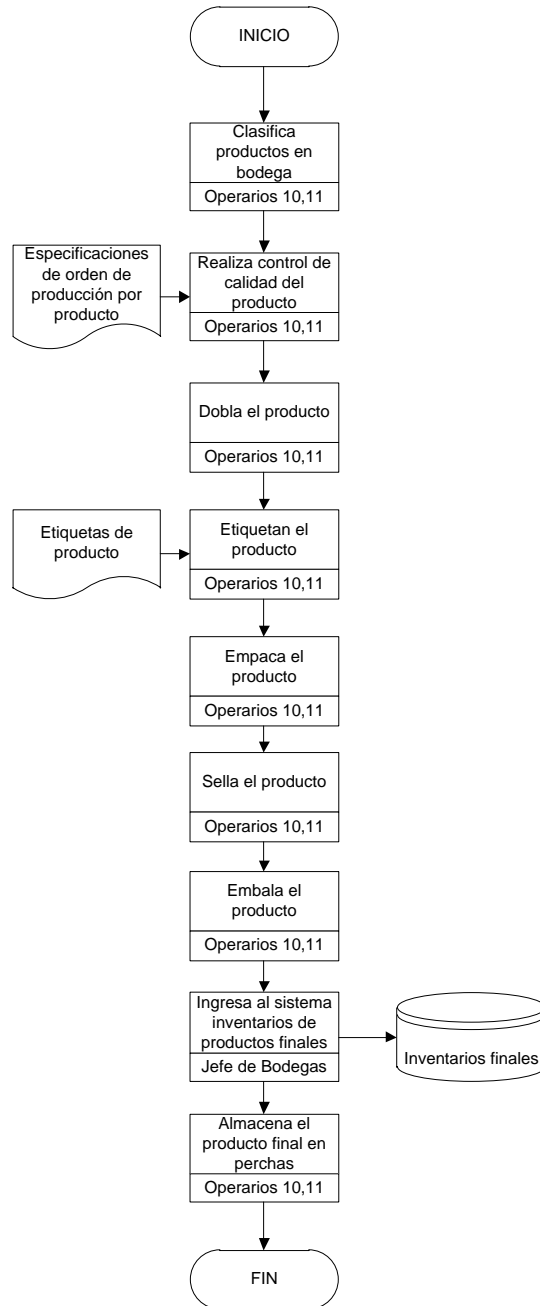 INICIO
Clasifica
productos en
bodega
Operarios 10,11
Especificaciones
de orden de
producción por
producto
Realiza control de
calidad del
producto
Operarios 10,11
Dobla el producto
Operarios 10,11
Etiquetas de
producto
Etiquetan el
producto
Operarios 10,11
Empaca el
producto
Operarios 10,11
Sella el producto
Operarios 10,11
Embala el
producto
Operarios 10,11
Ingresa al sistema
inventarios de
productos finales
Jefe de Bodegas
Inventarios finales
Almacena el
producto final en
perchas
Operarios 10,11
FIN